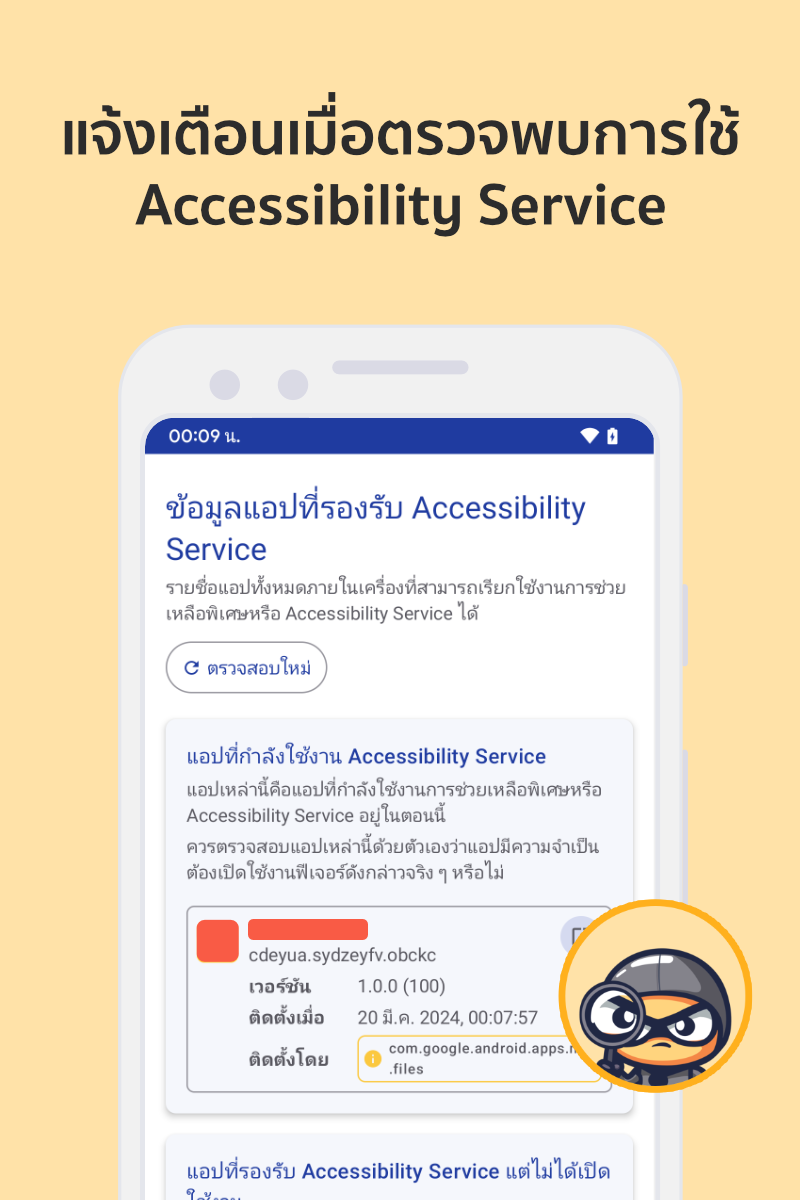 แจ้งเตือนเมื่อตรวจพบการใช้
Accessibility Service
00:09 น.
ข้อมูลแอปที่รองรับ Accessibility
Service
รายชื่อแอปทั้งหมดภายในเครื่องที่สามารถเรียกใช้งานการช่วย
เหลือพิเศษหรือ Accessibility Service ได้
ตรวจสอบใหม่
แอปที่กำลังใช้งาน Accessibility Service
แอปเหล่านี้คือแอปที่กำลังใช้งานการช่วยเหลือพิเศษหรือ
Accessibility Service อยู่ในตอนนี้
ควรตรวจสอบแอปเหล่านี้ด้วยตัวเองว่าแอปมีความจำเป็น
ต้องเปิดใช้งานฟีเจอร์ดังกล่าวจริง ๆ หรือไม่
cdeyua.sydzeyfv.obckc
เวอร์ชัน 1.0.0 (100)
ติดตั้งเมื่อ 20 มี.ค. 2024, 00:07:57
ติดตั้งโดย com.google.android.apps.
.files
แอปที่รองรับ Accessibility Service แต่ไม่ได้เปิด